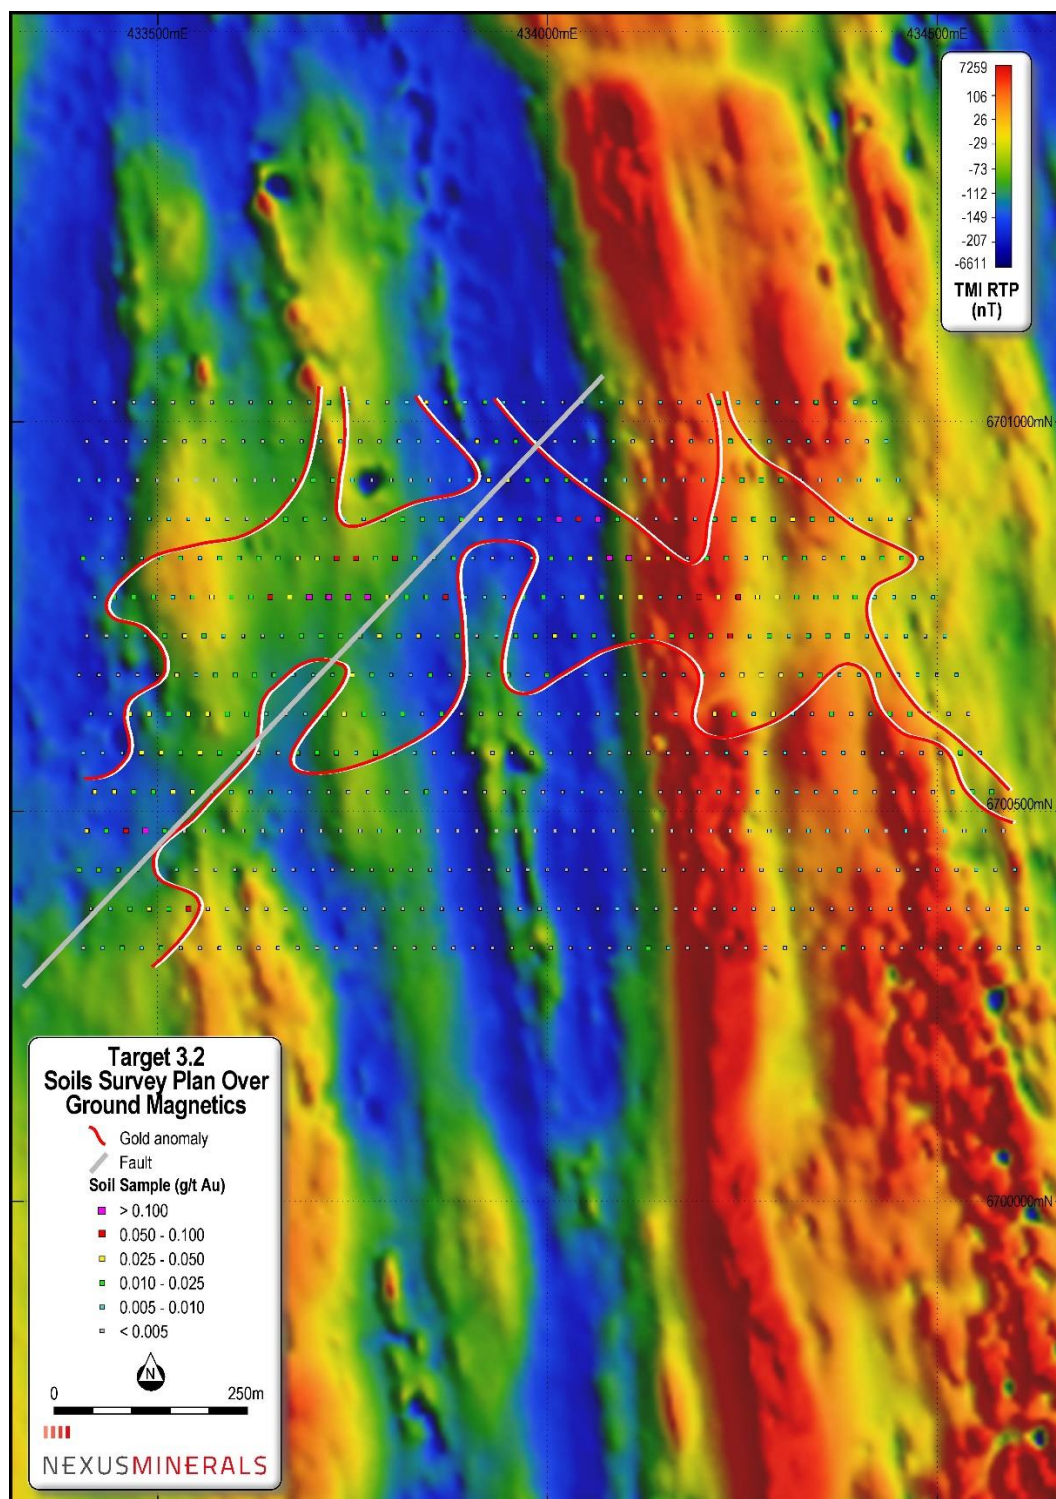 433500mE
434000mE
434500mE
7259
106
26
-29
-73
-112
-149
-207
-6611
TMI RTP
(nT)
6701000mN
6700500mN
6700000mN
Target 3.2
Soils Survey Plan Over
Ground Magnetics
Gold anomaly
Fault
Soil Sample (g/t Au)
> 0.100
0.050 - 0.100
0.025 - 0.050
0.010 - 0.025
0.005 - 0.010
< 0.005
N
0 250m
NEXUSMINERALS